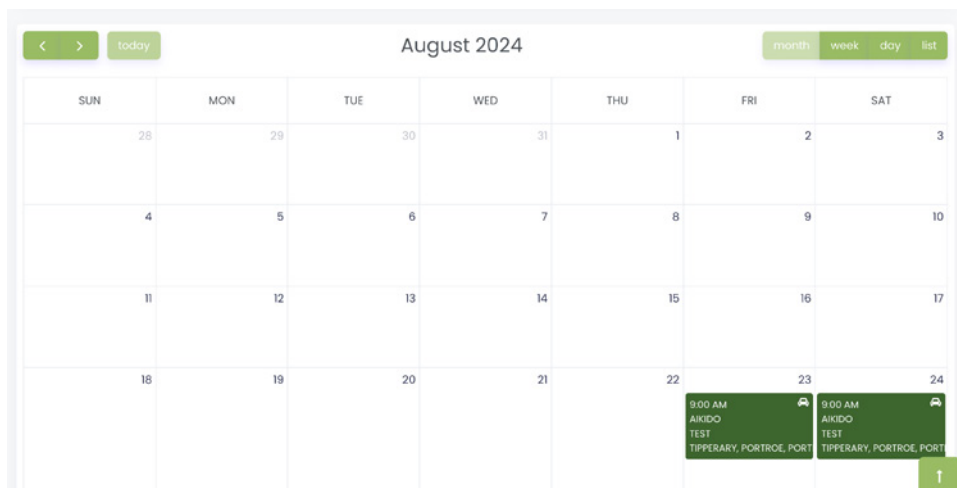 today
August 2024
month week day list
SUN MON TUE WED THU FRI SAT
28 29 30 31 1 2 3
4 5 6 7 8 9 10
11 12 13 14 15 16 17
18 19 20 21 22 23 24
9:00 AM
AIKIDO
TEST
TIPPERARY, PORTROE, PORT
9:00 AM
AIKIDO
TEST
TIPPERARY, PORTROE, PORT